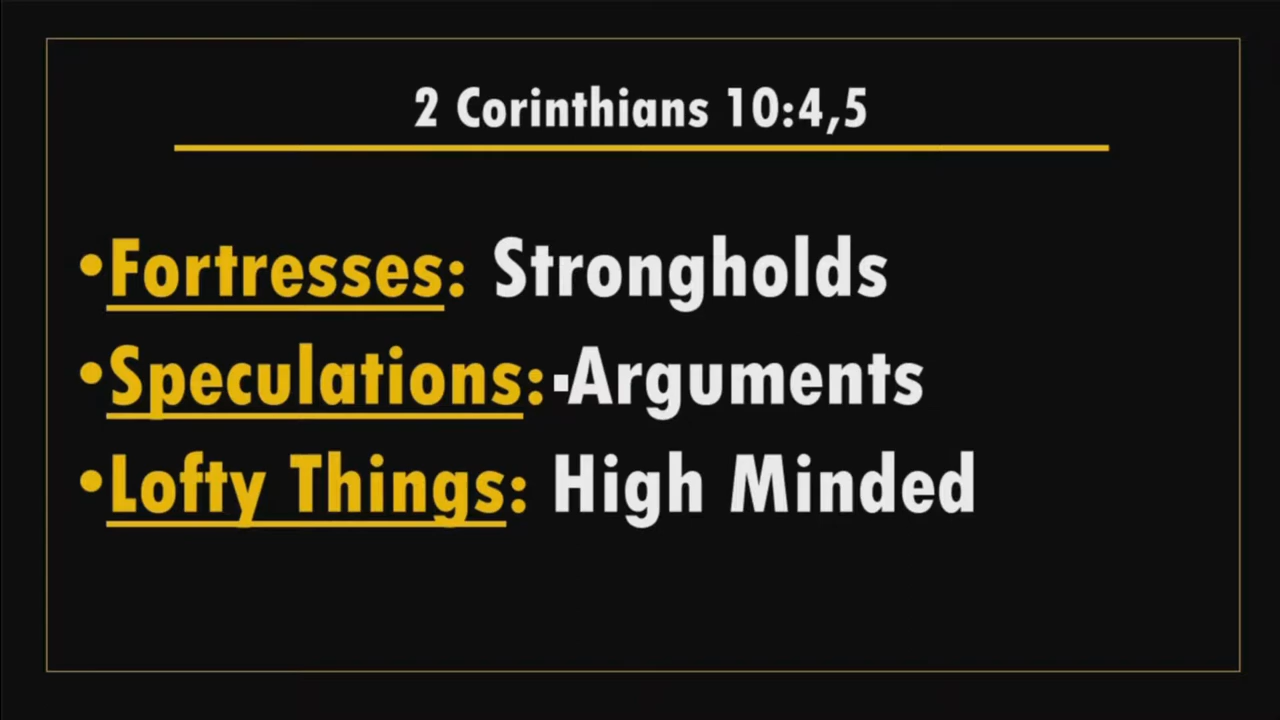 2 Corinthians 10:4,5
•Fortresses: Strongholds
•Speculations:▪Arguments
•Lofty Things: High Minded